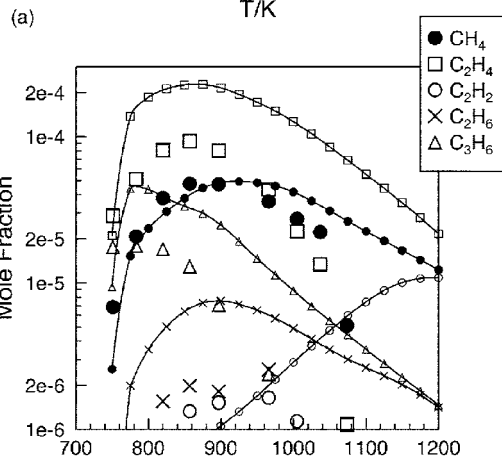 T/K
(a)
CH4
C2H4
C2H2
C2H6
C3H6
2e-4
1e-4
2e-5
1e-5
2e-6
1e-6
Mole Fraction
700 800 900 1000 1100 1200